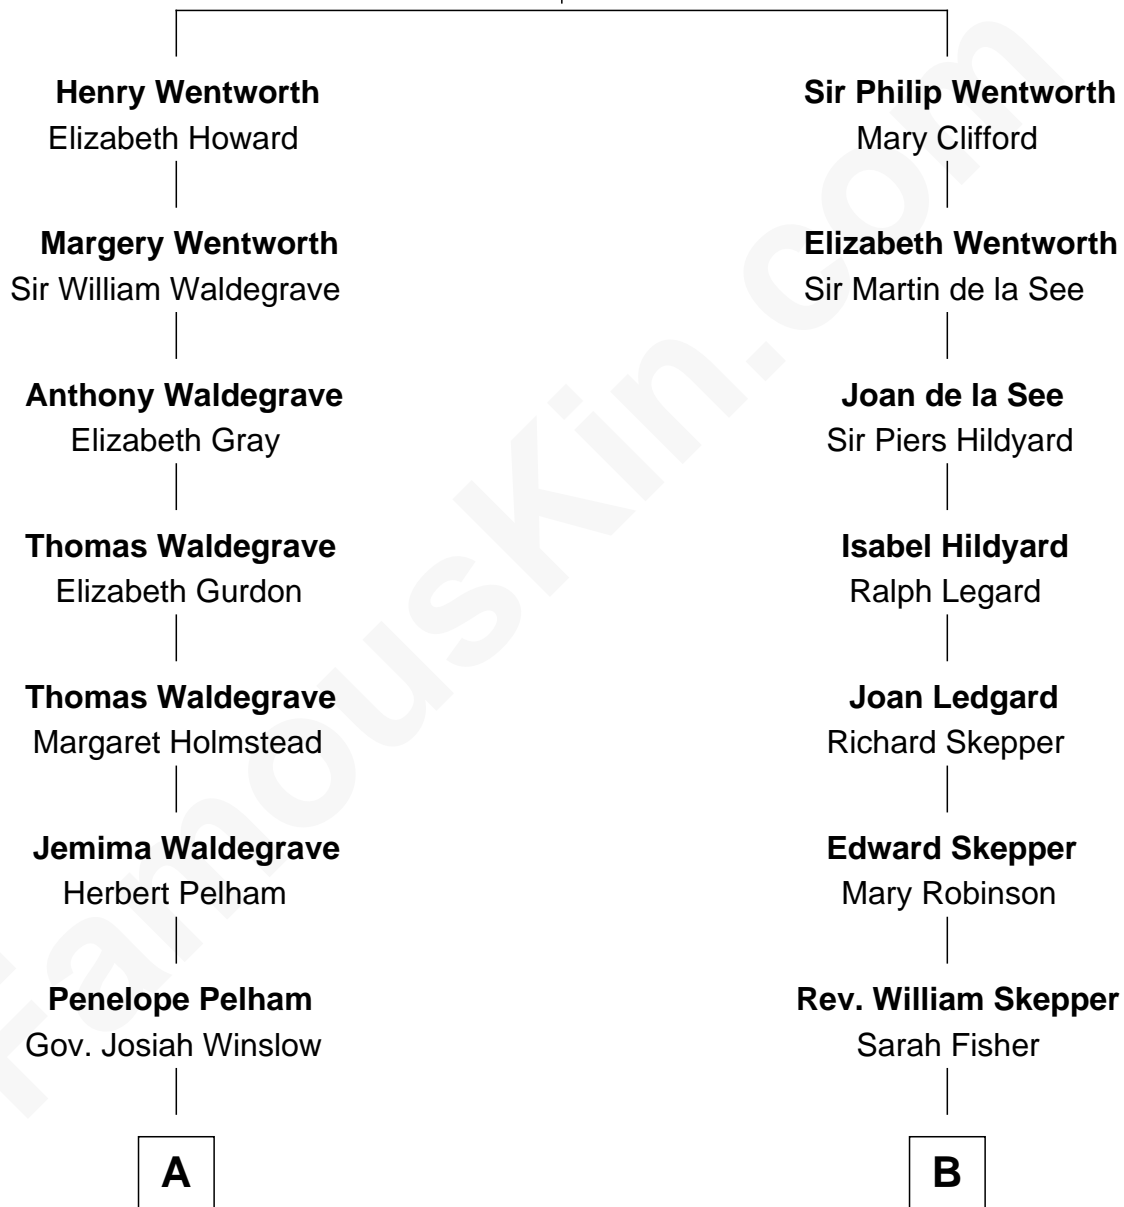 Henry Wentworth
Elizabeth Howard
Margery Wentworth
Sir William Waldegrave
Anthony Waldegrave
Elizabeth Gray
Thomas Waldegrave
Elizabeth Gurdon
Thomas Waldegrave
Margaret Holmstead
Jemima Waldegrave
Herbert Pelham
Penelope Pelham
Gov. Josiah Winslow
A
Sir Philip Wentworth
Mary Clifford
Elizabeth Wentworth
Sir Martin de la See
Joan de la See
Sir Piers Hildyard
Isabel Hildyard
Ralph Legard
Joan Ledgard
Richard Skepper
Edward Skepper
Mary Robinson
Rev. William Skepper
Sarah Fisher
B
FamousKin.com